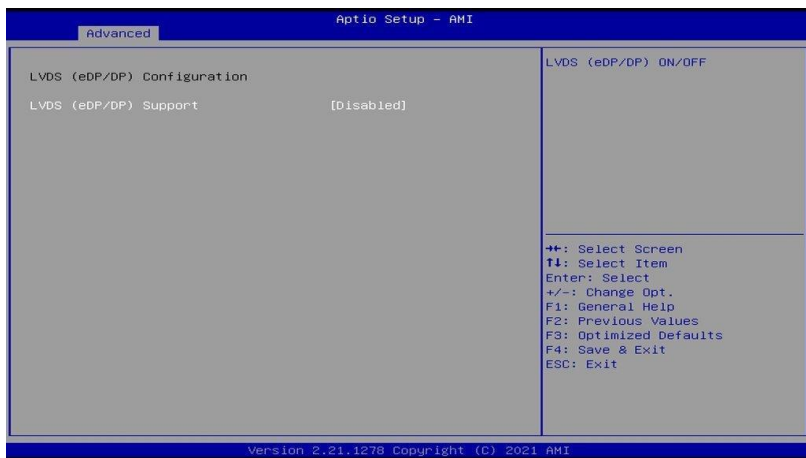 Aptio Setup – AMI
Advanced
LVDS (eDP/DP) Configuration
LVDS (eDP/DP) Support [Disabled]
LVDS (eDP/DP) ON/OFF
→←: Select Screen
↑↓: Select Item
Enter: Select
+/-: Change Opt.
F1: General Help
F2: Previous Values
F3: Optimized Defaults
F4: Save & Exit
ESC: Exit
Version 2.21.1278 Copyright (C) 2021 AMI